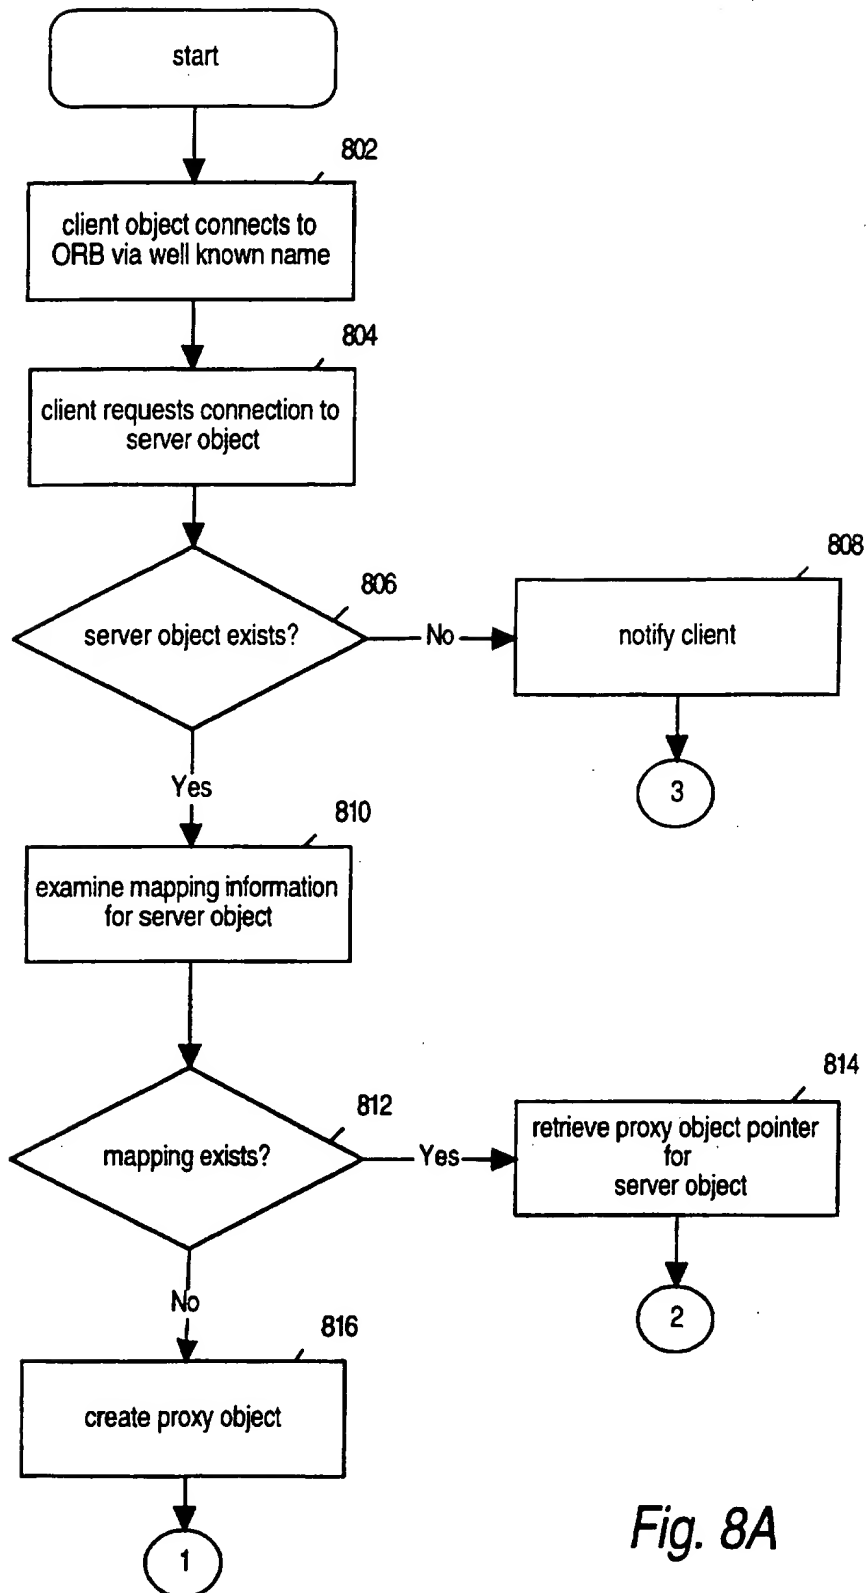 start
802
client object connects to
ORB via well known name
804
client requests connection to
server object
806
server object exists?
No
808
notify client
3
Yes
810
examine mapping information
for server object
812
mapping exists?
Yes
814
retrieve proxy object pointer
for
server object
2
No
816
create proxy object
1
Fig. 8A